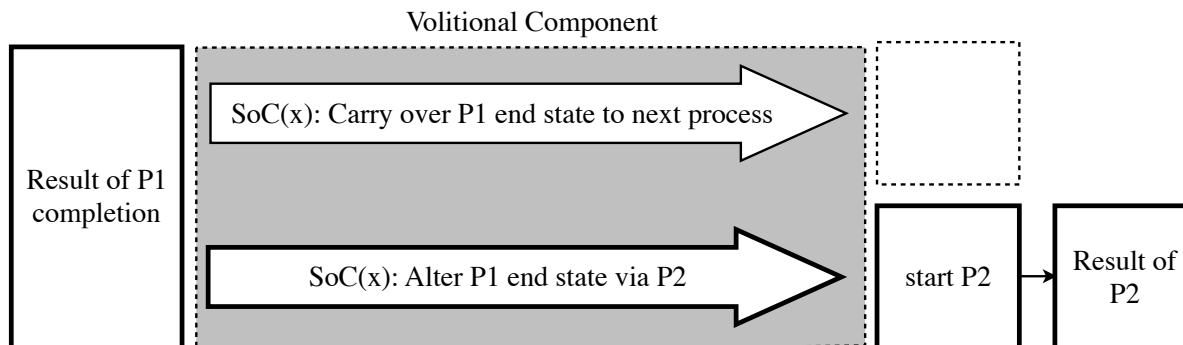 Volitional Component
SoC(x): Carry over P1 end state to next process
Result of P1
completion
SoC(x): Alter P1 end state via P2
start P2
Result of
P2